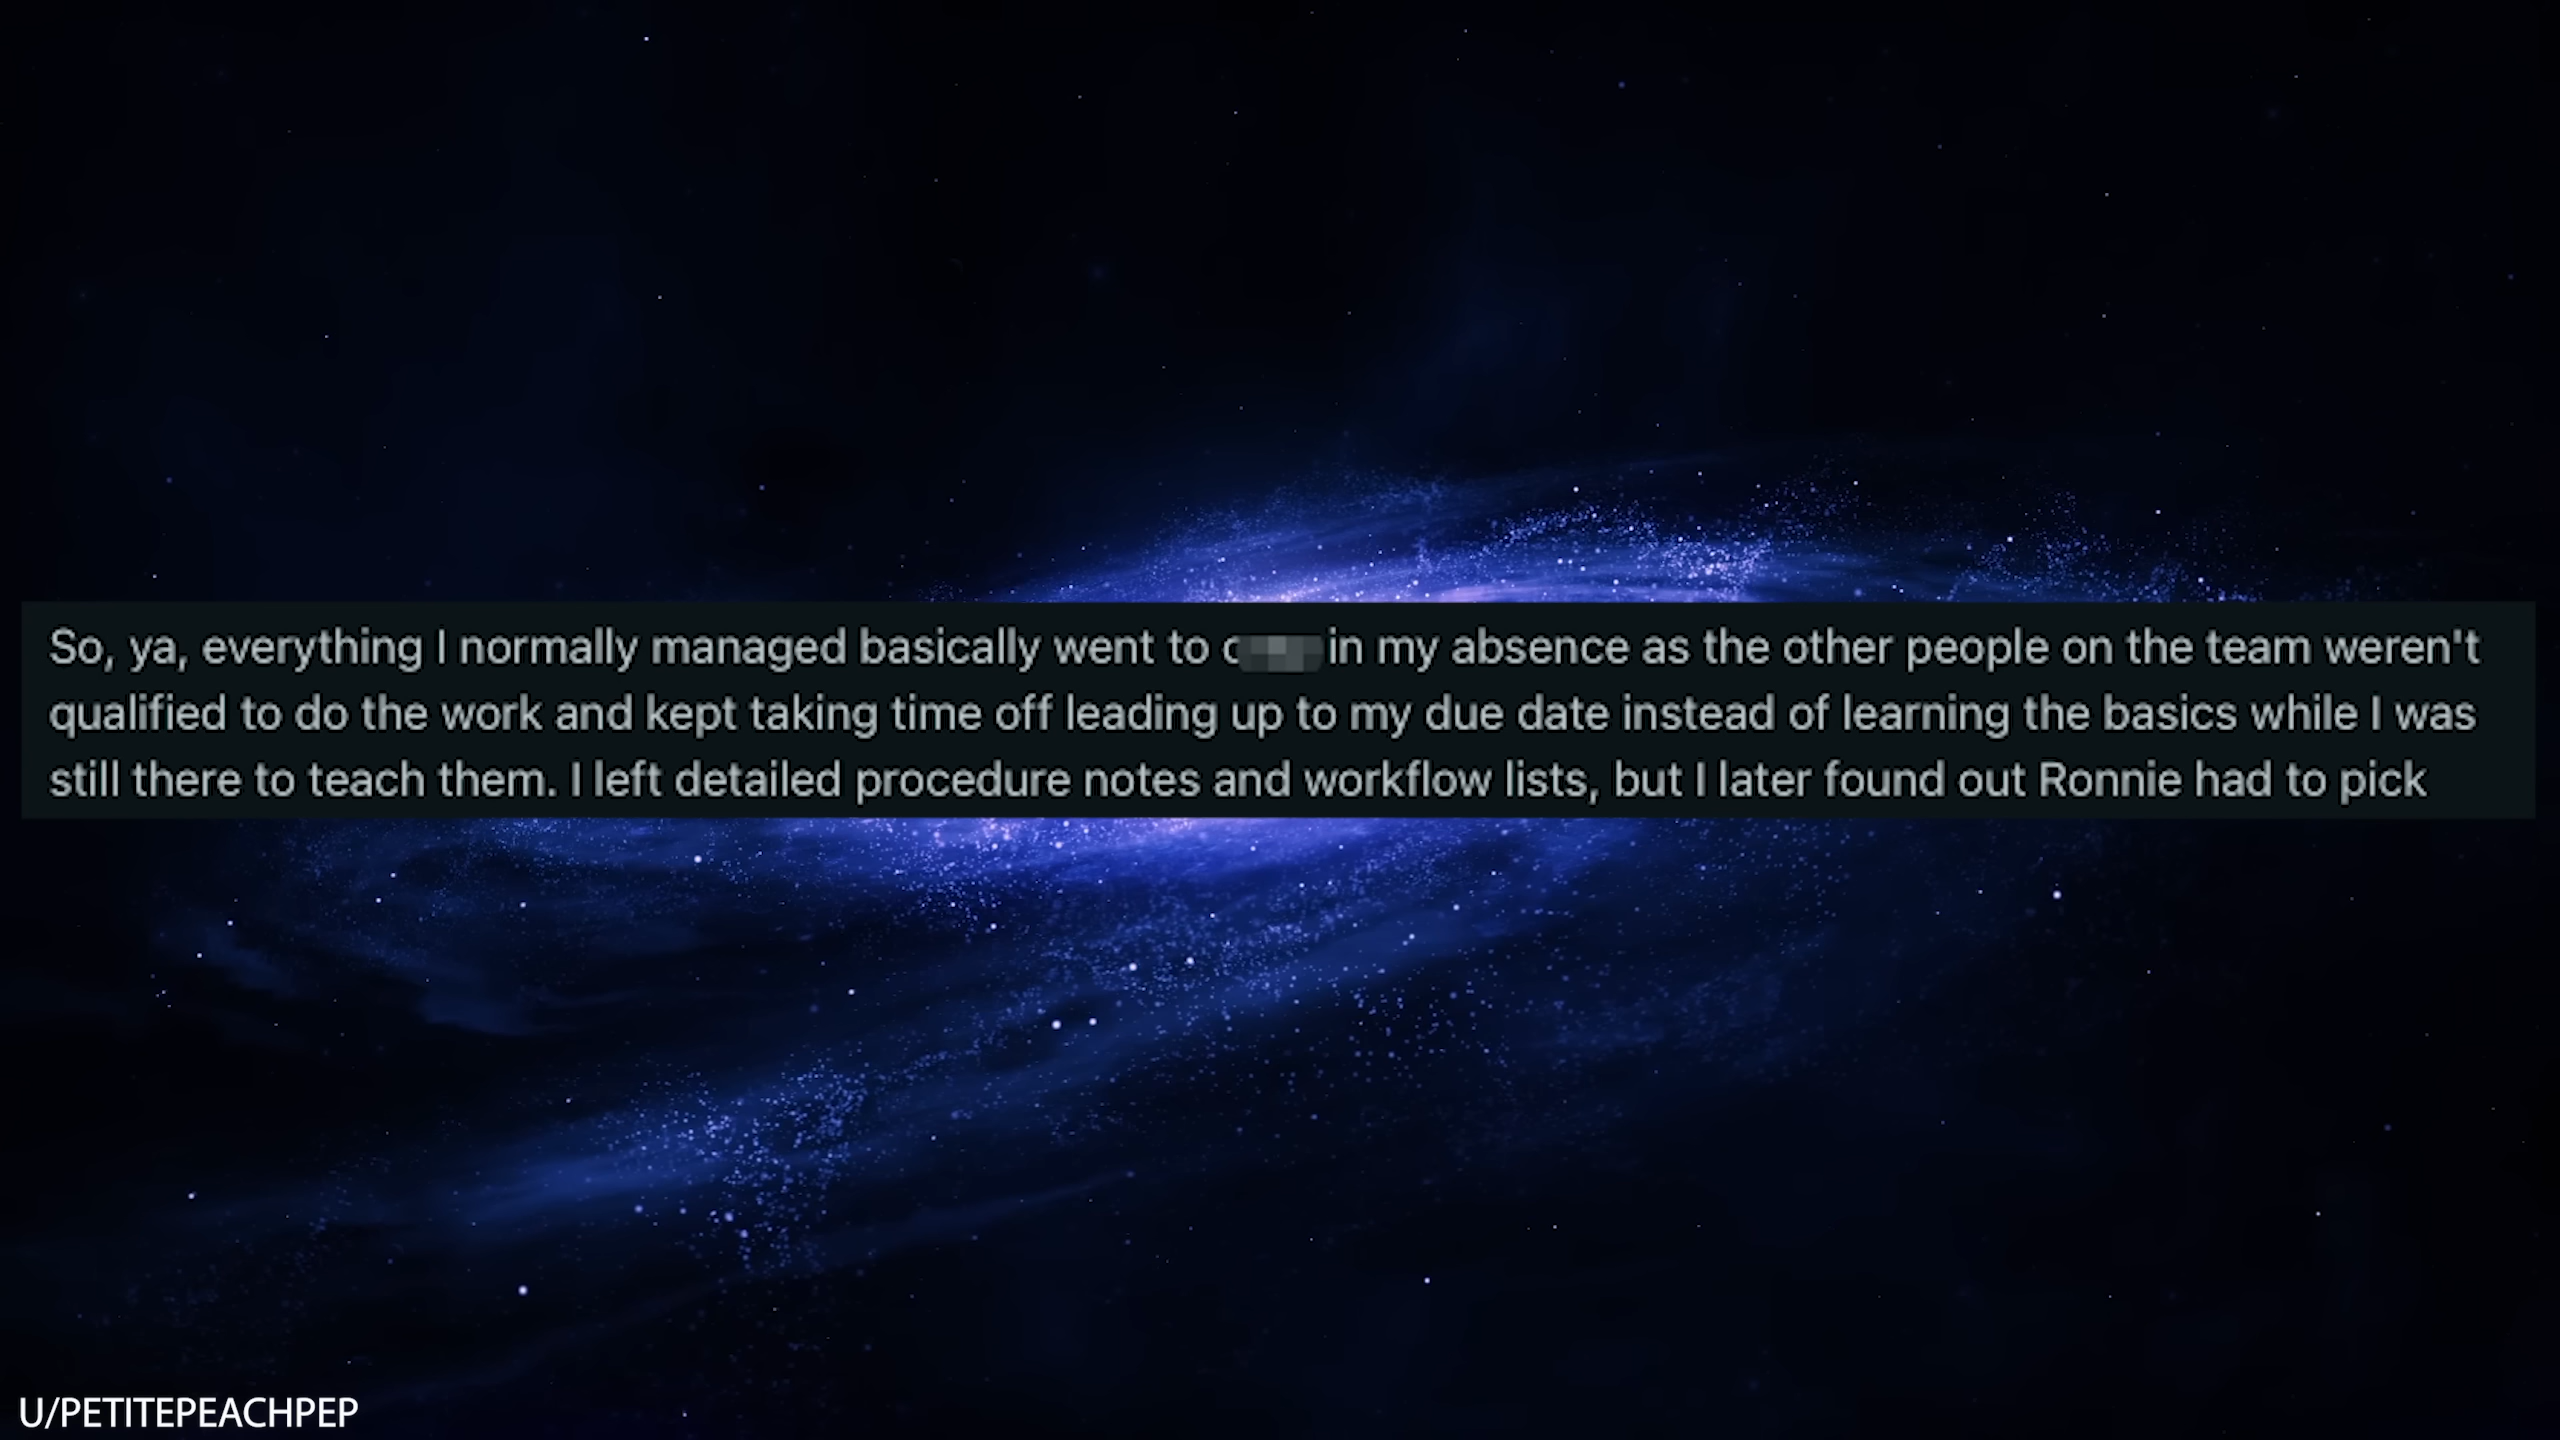 So, ya, everything I normally managed basically went to in my absence as the other people on the team weren't
qualified to do the work and kept taking time off leading up to my due date instead of learning the basics while I was
still there to teach them. I left detailed procedure notes and workflow lists, but I later found out Ronnie had to pick
U/PETITEPEACHPEP